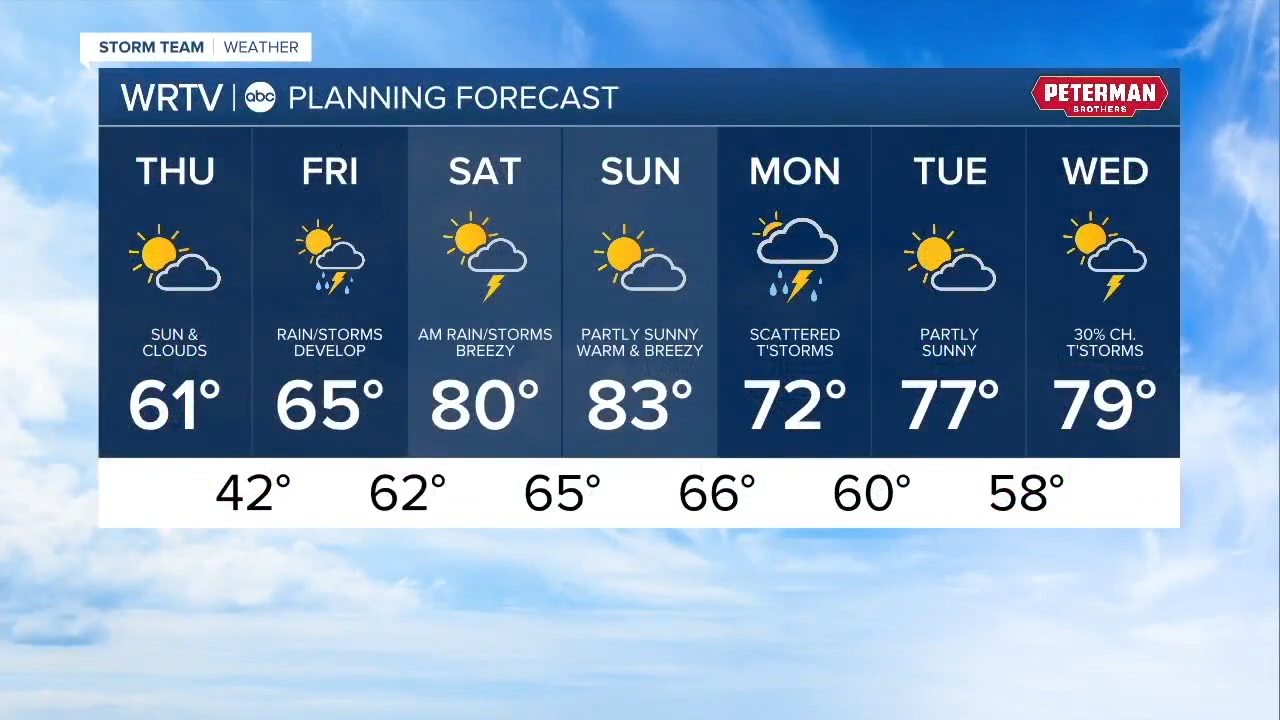 STORM TEAM | WEATHER
WRTV | abc PLANNING FORECAST
PETERMAN
BROTHERS
THU FRI SAT SUN MON TUE WED
SUN & RAIN/STORMS AM RAIN/STORMS PARTLY SUNNY SCATTERED PARTLY 30% CH.
CLOUDS DEVELOP BREEZY WARM & BREEZY T'STORMS SUNNY T'STORMS
61° 65° 80° 83° 72° 77° 79°
42° 62° 65° 66° 60° 58°